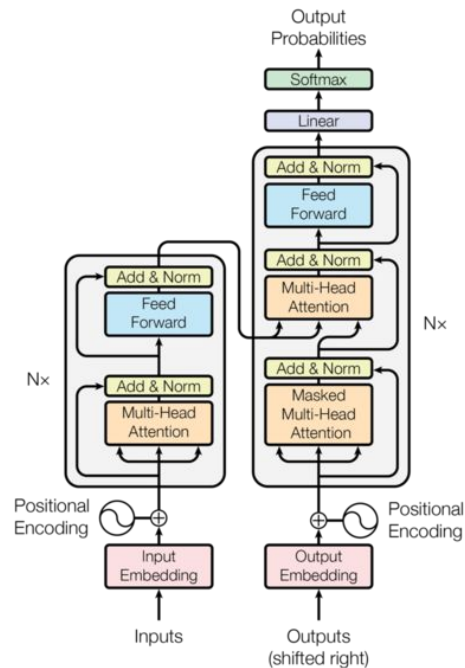 Output
Probabilities
Softmax
Linear
Add & Norm
Feed
Forward
Add & Norm
Multi-Head
Attention
Add & Norm
Masked
Multi-Head
Attention
N×
Add & Norm
Feed
Forward
Add & Norm
Multi-Head
Attention
N×
Positional
Encoding
Positional
Encoding
Input
Embedding
Output
Embedding
Inputs
Outputs
(shifted right)